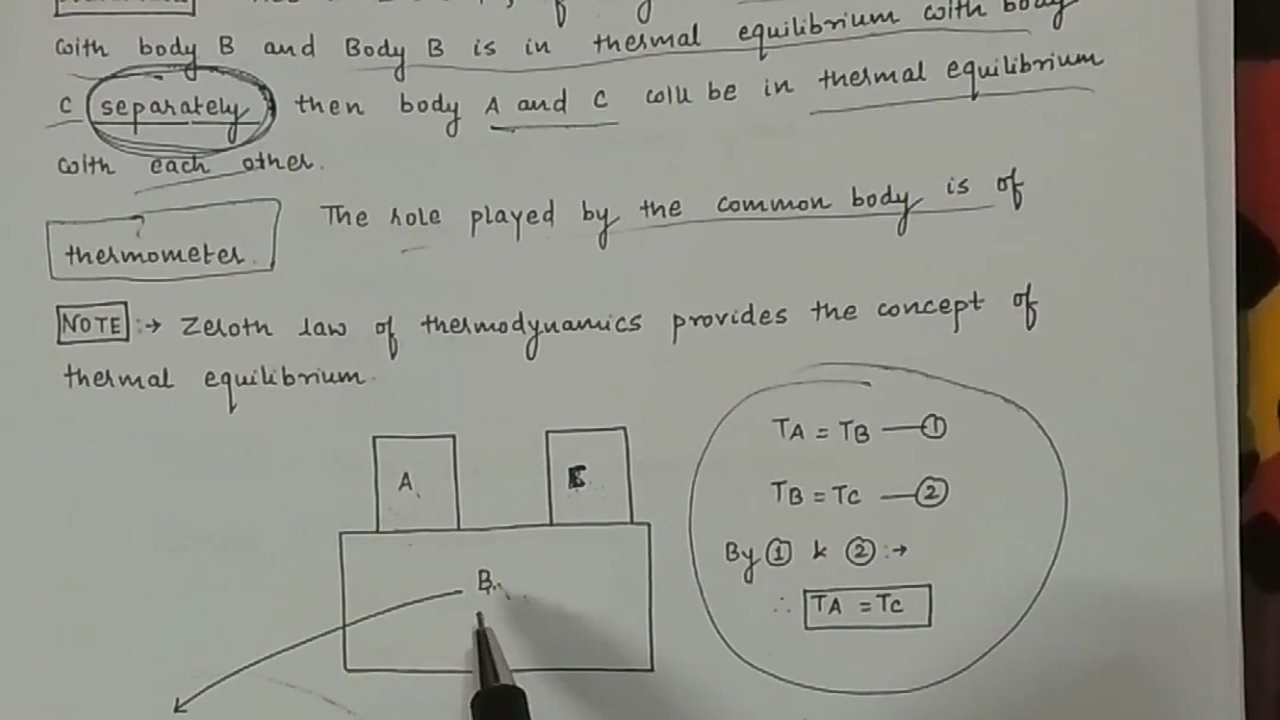 with body B and Body B is in thermal equilibrium with body
C separately then body A and C will be in thermal equilibrium
with each other.
The role played by the common body is of
thermometer.
NOTE :→ Zeroth law of thermodynamics provides the concept of
thermal equilibrium.
A
B
TA = TB — ①
TB = TC — ②
By ① & ② :→
∴ TA = TC